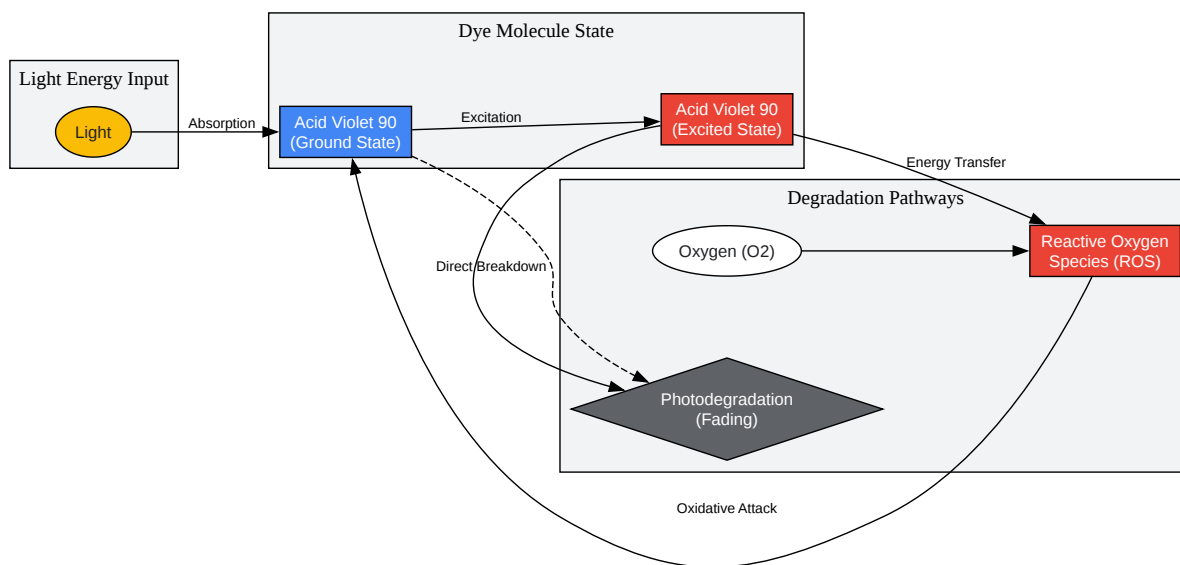 Dye Molecule State
Light Energy Input
Light
Absorption
Acid Violet 90
(Ground State)
Excitation
Acid Violet 90
(Excited State)
Energy Transfer
Degradation Pathways
Oxygen (O2)
Reactive Oxygen
Species (ROS)
Direct Breakdown
Photodegradation
(Fading)
Oxidative Attack